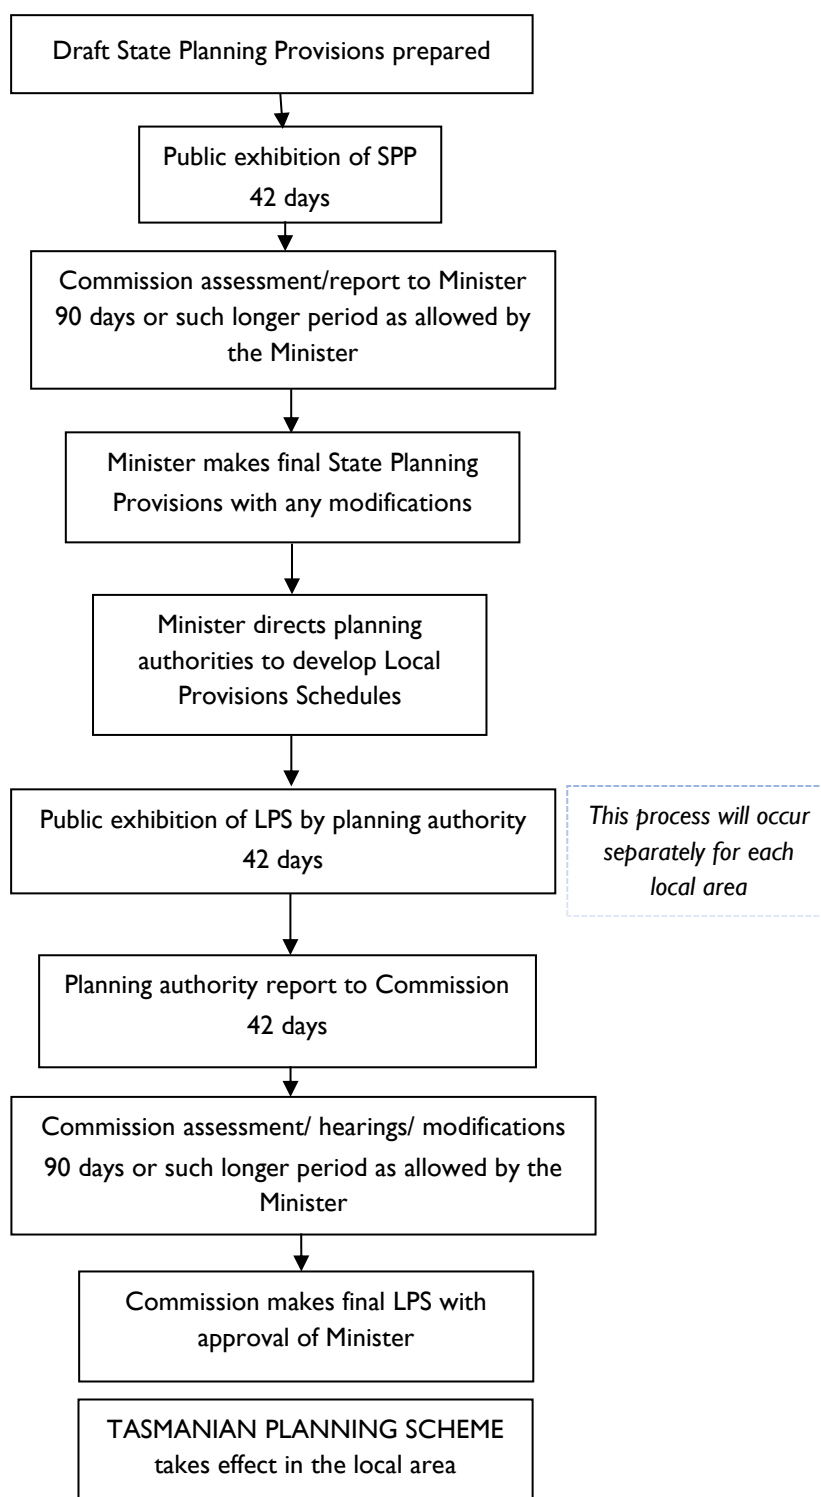 Draft State Planning Provisions prepared
Public exhibition of SPP
42 days
Commission assessment/report to Minister
90 days or such longer period as allowed by
the Minister
Minister makes final State Planning
Provisions with any modifications
Minister directs planning
authorities to develop Local
Provisions Schedules
Public exhibition of LPS by planning authority
42 days
This process will occur
separately for each
local area
Planning authority report to Commission
42 days
Commission assessment/ hearings/ modifications
90 days or such longer period as allowed by the
Minister
Commission makes final LPS with
approval of Minister
TASMANIAN PLANNING SCHEME
takes effect in the local area